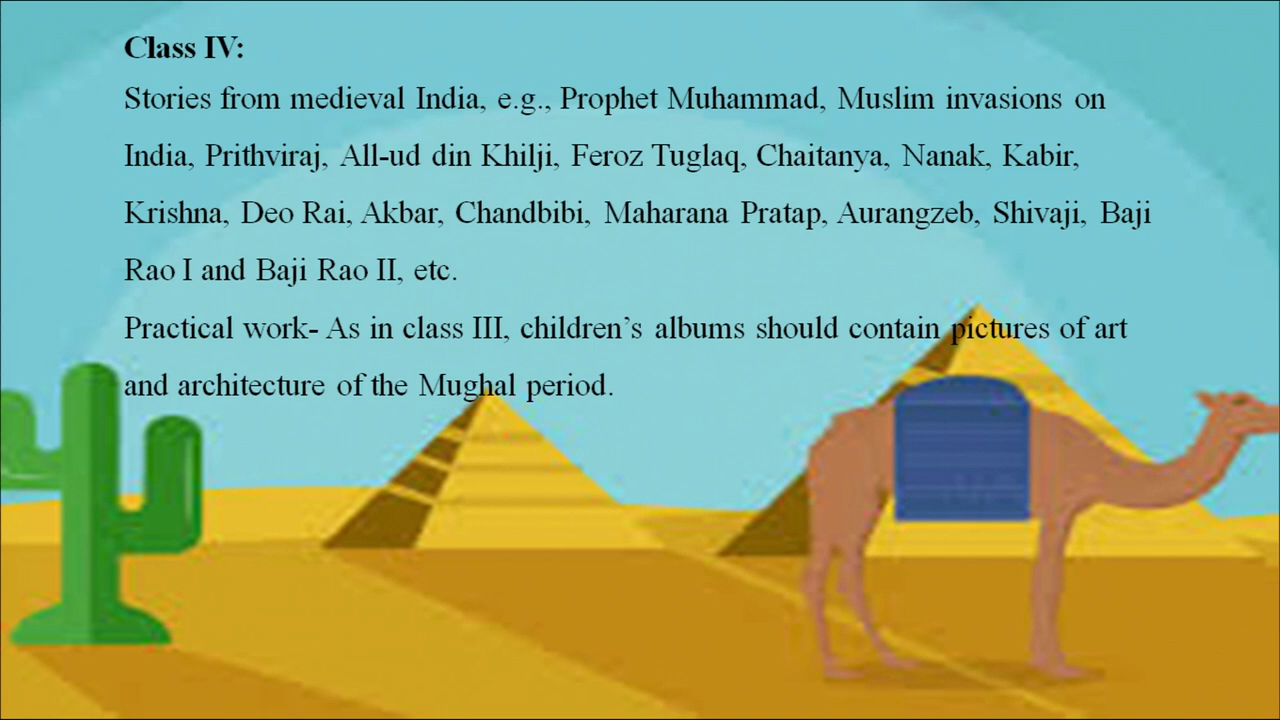 Class IV:
Stories from medieval India, e.g., Prophet Muhammad, Muslim invasions on
India, Prithviraj, All-ud din Khilji, Feroz Tuglaq, Chaitanya, Nanak, Kabir,
Krishna, Deo Rai, Akbar, Chandbibi, Maharana Pratap, Aurangzeb, Shivaji, Baji
Rao I and Baji Rao II, etc.
Practical work- As in class III, children’s albums should contain pictures of art
and architecture of the Mughal period.